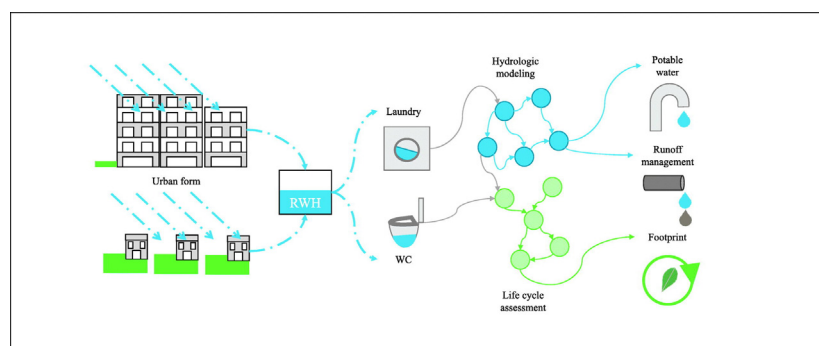 Urban form
RWH
Laundry
WC
Hydrologic
modeling
Life cycle
assessment
Potable
water
Runoff
management
Footprint